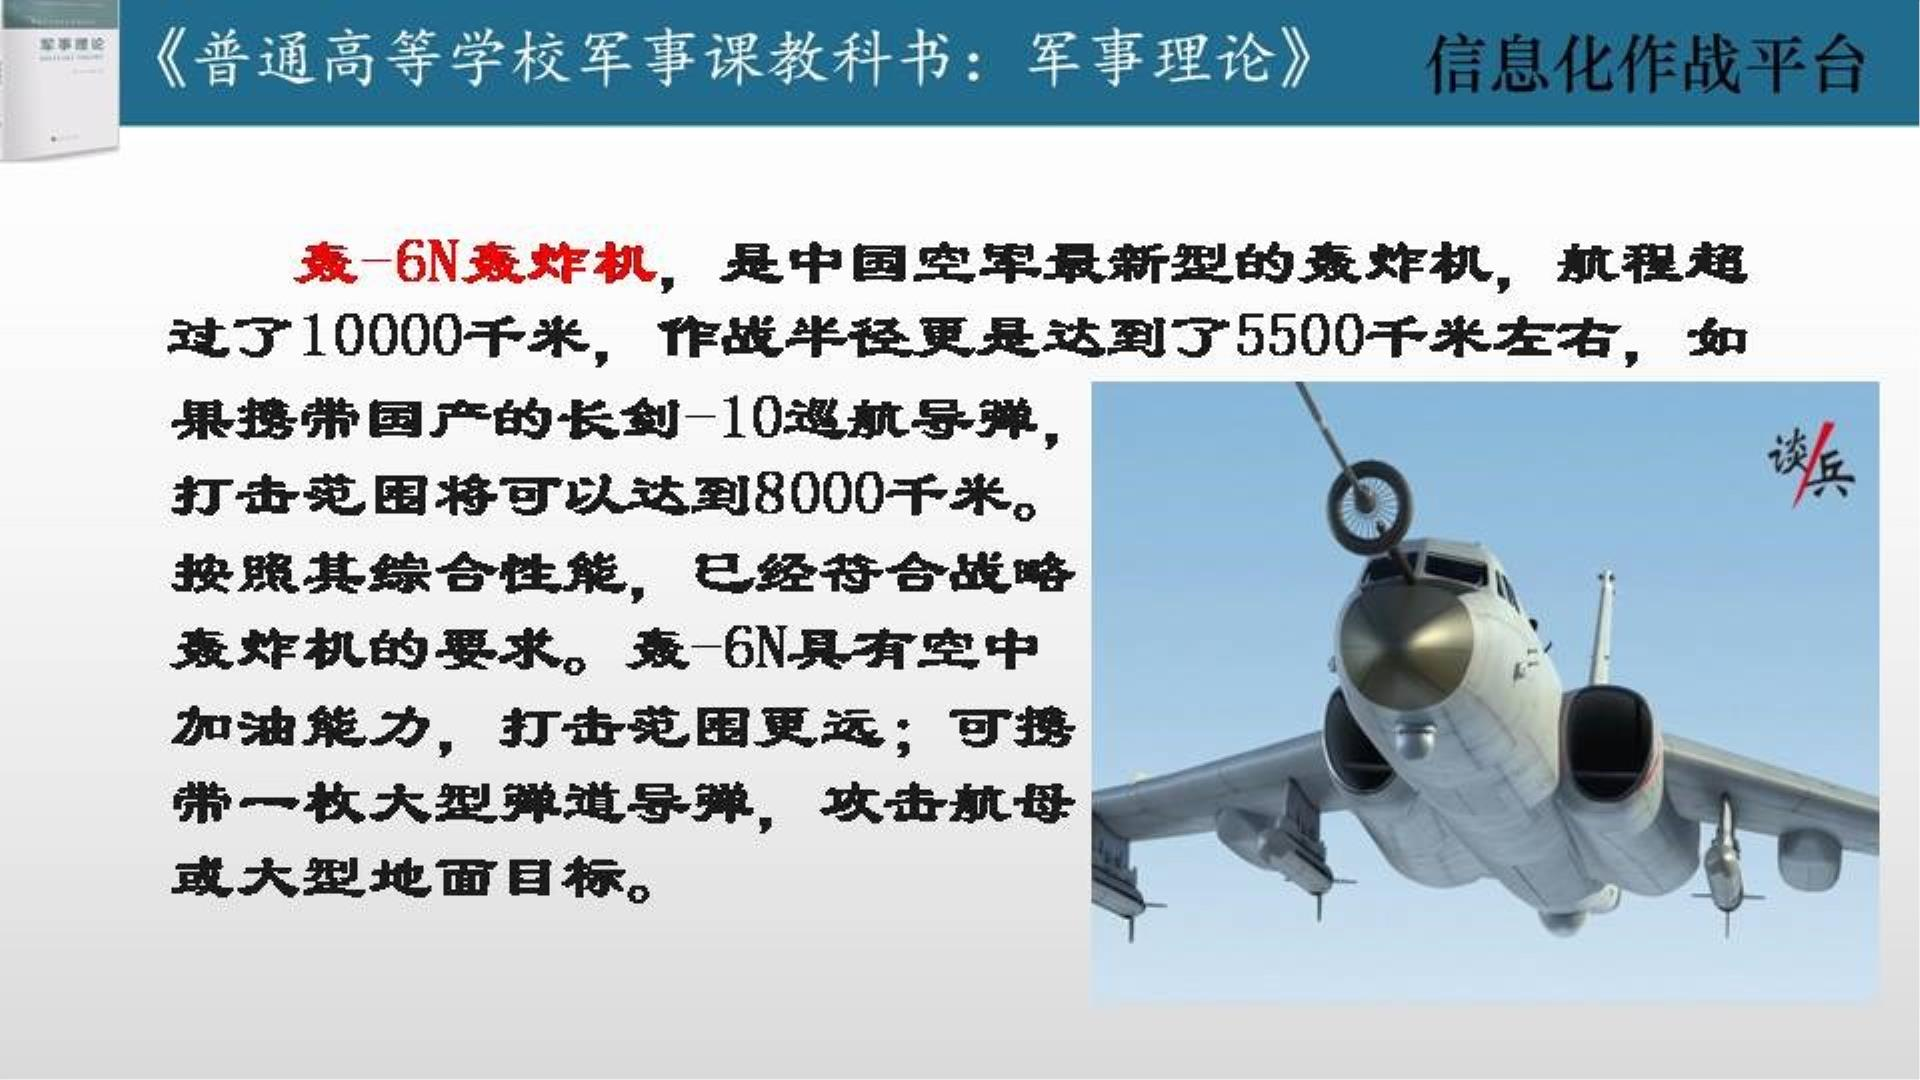 军事理论
《普通高等学校军事课教科书：军事理论》
信息化作战平台
轰-6N轰炸机，是中国空军最新型的轰炸机，航程超
过了10000千米，作战半径更是达到了5500千米左右，如
果携带国产的长剑-10巡航导弹，
打击范围将可以达到8000千米。
按照其综合性能，已经符合战略
轰炸机的要求。轰-6N具有空中
加油能力，打击范围更远；可携
带一枚大型弹道导弹，攻击航母
或大型地面目标。
谈兵